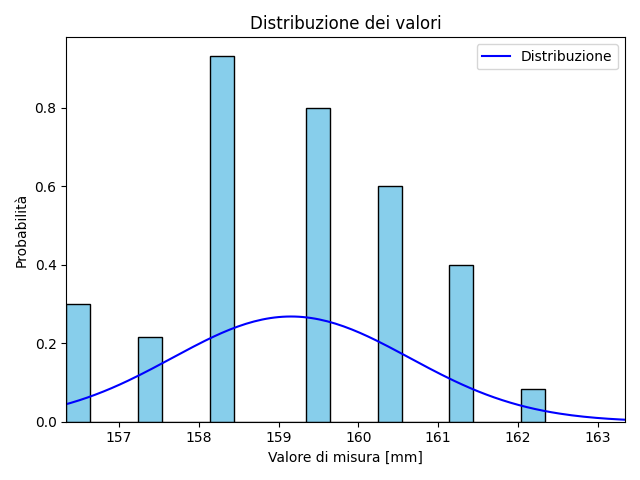 Distribuzione dei valori
Distribuzione
Probabilità
0.8
0.6
0.4
0.2
0.0
157 158 159 160 161 162 163
Valore di misura [mm]